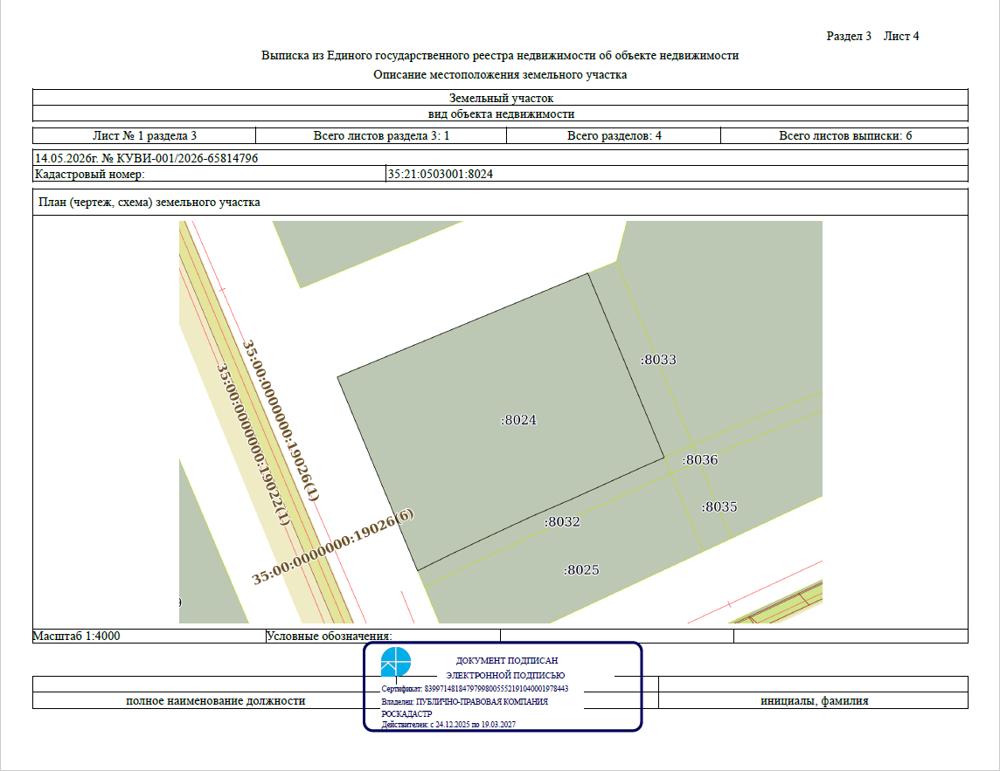 Раздел 3 Лист 4
Выписка из Единого государственного реестра недвижимости об объекте недвижимости
Описание местоположения земельного участка
Земельный участок
вид объекта недвижимости
Лист № 1 раздела 3
Всего листов раздела 3: 1
Всего разделов: 4
Всего листов выписки: 6
14.05.2026г. № КУВИ-001/2026-65814796
Кадастровый номер:
35:21:0503001:8024
План (чертеж, схема) земельного участка
35:00:0000000:19026(1)
35:00:0000000:19022(1)
:8033
:8024
:8036
:8035
:8032
35:00:0000000:19026(6)
:8025
Масштаб 1:4000
Условные обозначения:
ДОКУМЕНТ ПОДПИСАН
ЭЛЕКТРОННОЙ ПОДПИСЬЮ
Сертификат: 83997148184797998005552191040001978443
Владелец: ПУБЛИЧНО-ПРАВОВАЯ КОМПАНИЯ
РОСКАДАСТР
Действителен: с 24.12.2025 по 19.03.2027
полное наименование должности
инициалы, фамилия